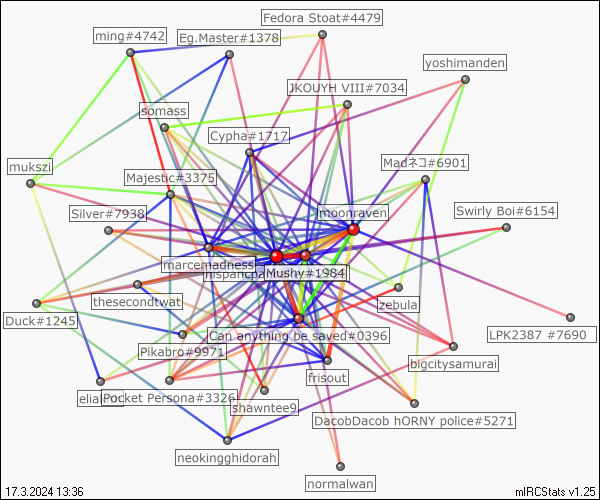 Fedora Stoat#4479
ming#4742
Eg.Master#1378
yoshimanden
JKOUYH VIII#7034
somass
Cypha#1717
Madネコ#6901
mukszi
Majestic#3375
Silver#7938
moonraven
Swirly Boi#6154
marcemadness
Mushy#1984
thesecondtwat
zebula
Duck#1245
Can anything be saved#0396
LPK2387 #7690
Pikabro#9971
bigcitysamurai
frisout
Pocket Persona#3326
shawntee9
DacobDacob hORNY police#5271
neokingghidorah
normalwan
17.3.2024 13:36
mIRCStats v1.25